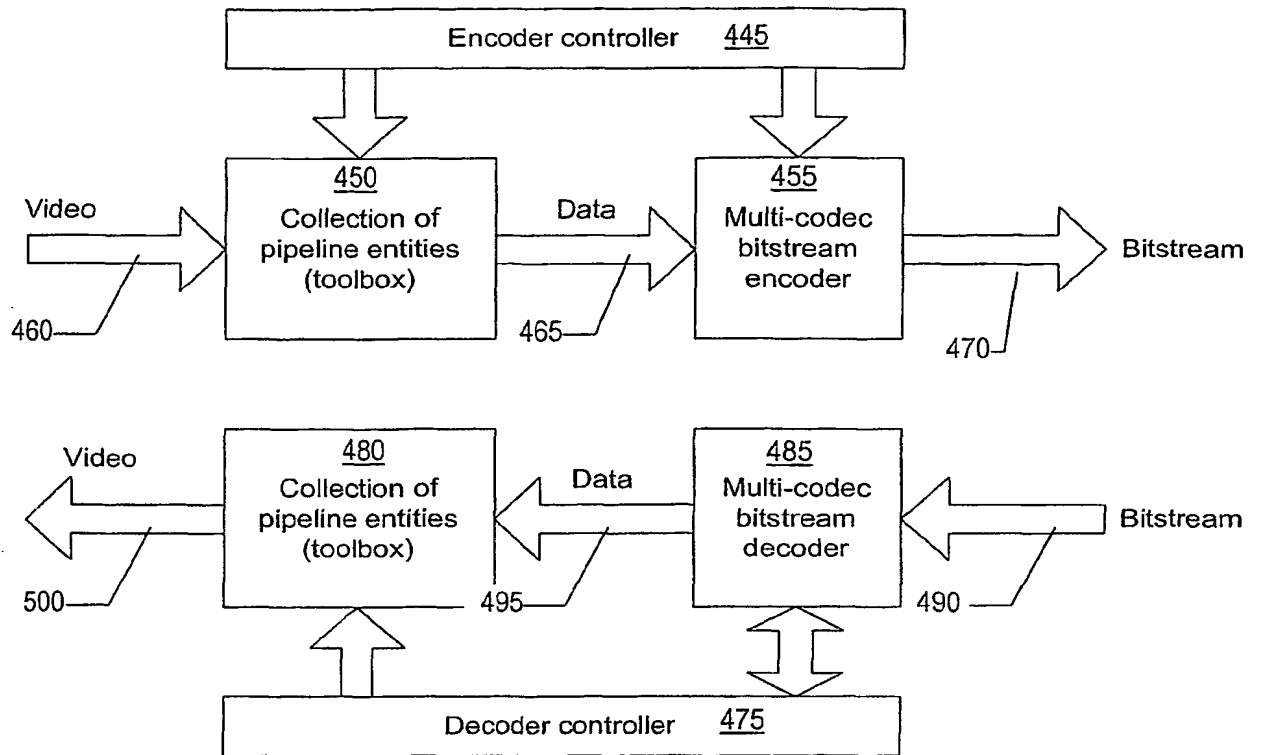 Encoder controller 445
450
Collection of
pipeline entities
(toolbox)
455
Multi-codec
bitstream
encoder
Video
Data
Bitstream
460
465
470
480
Collection of
pipeline entities
(toolbox)
485
Multi-codec
bitstream
decoder
Video
Data
Bitstream
500
495
490
Decoder controller 475